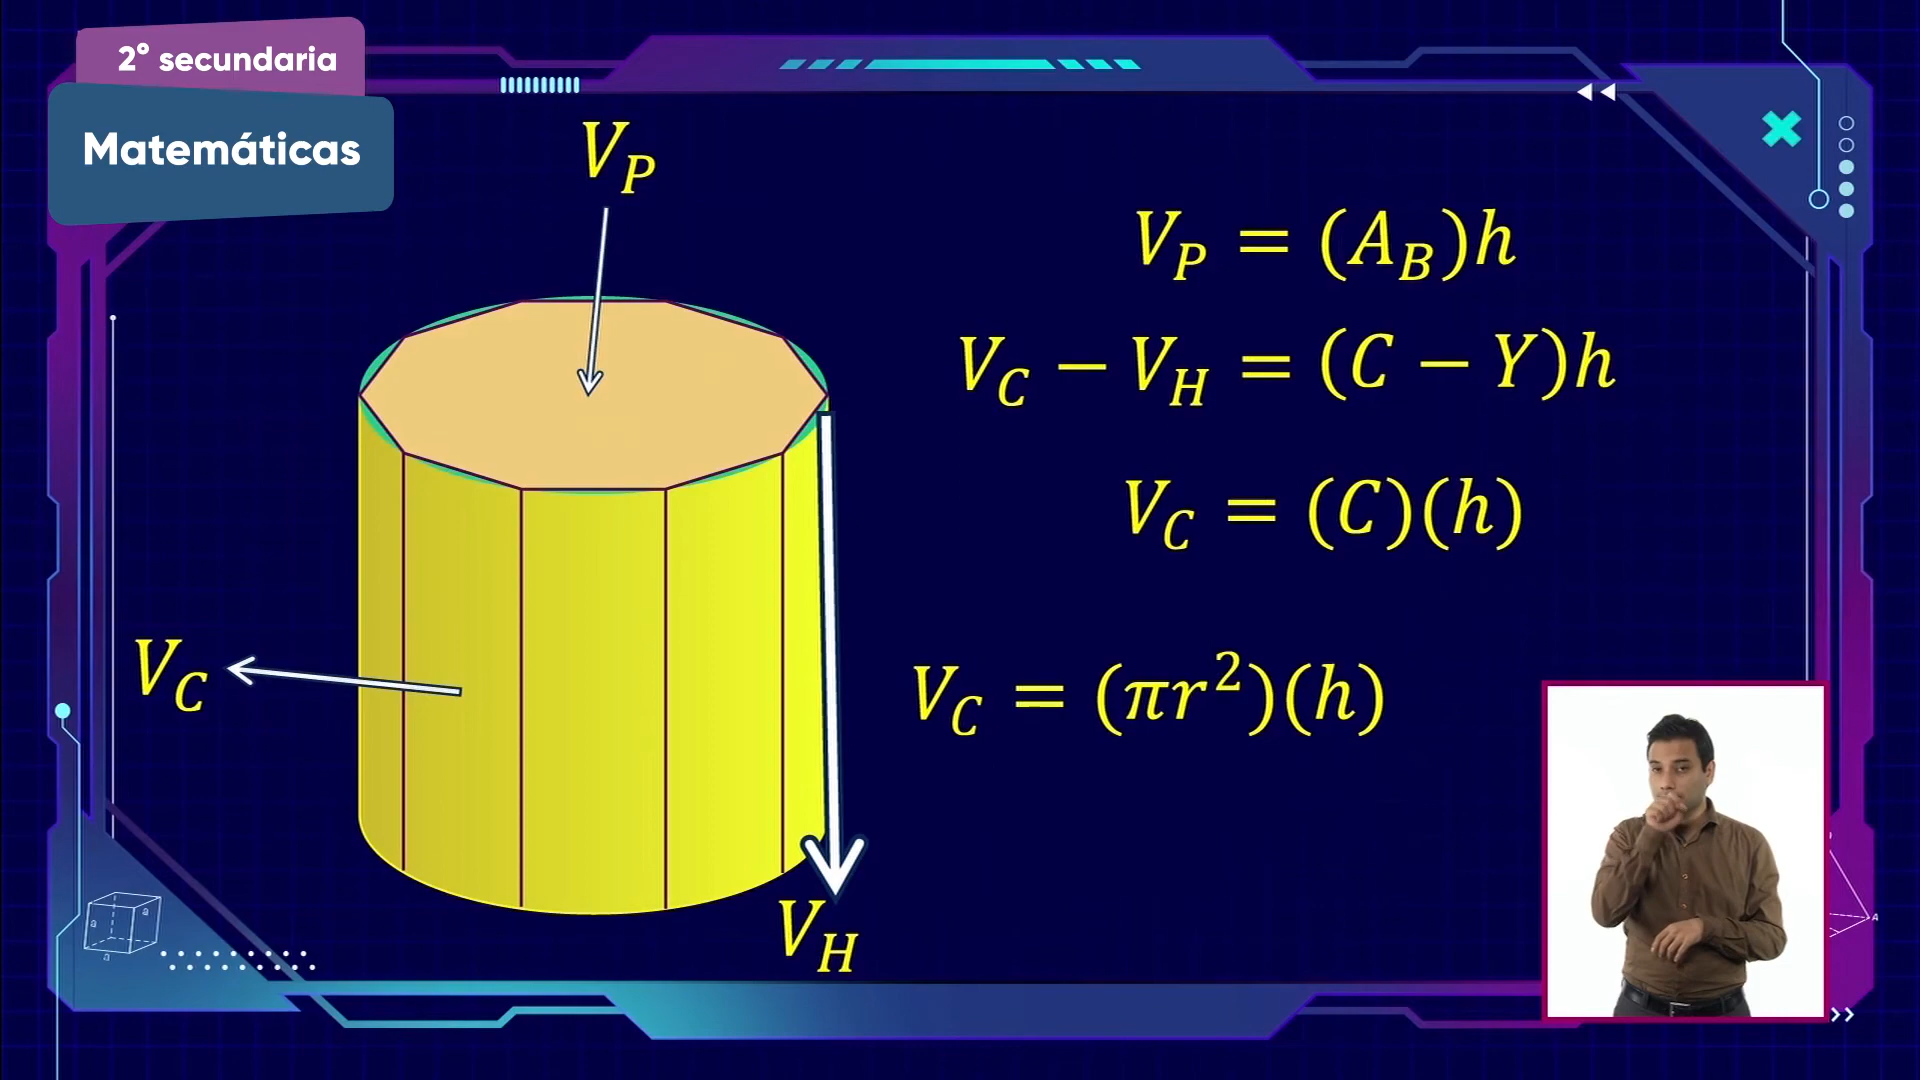 2° secundaria
Matemáticas
V_P
V_P = (A_B)h
V_C − V_H = (C − Y)h
V_C = (C)(h)
V_C
V_C = (πr²)(h)
V_H
a
a
a
A